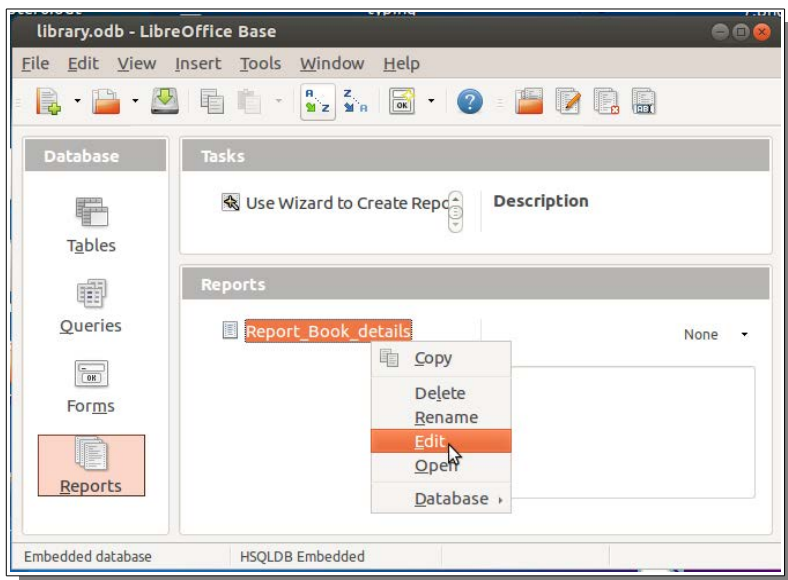 library.odb - LibreOffice Base
File Edit View Insert Tools Window Help
Database
Tasks
Use Wizard to Create Repo
Description
Tables
Reports
Queries
Report_Book_details
None
Copy
Delete
Rename
Edit
Open
Database
Forms
Reports
Embedded database
HSQLDB Embedded